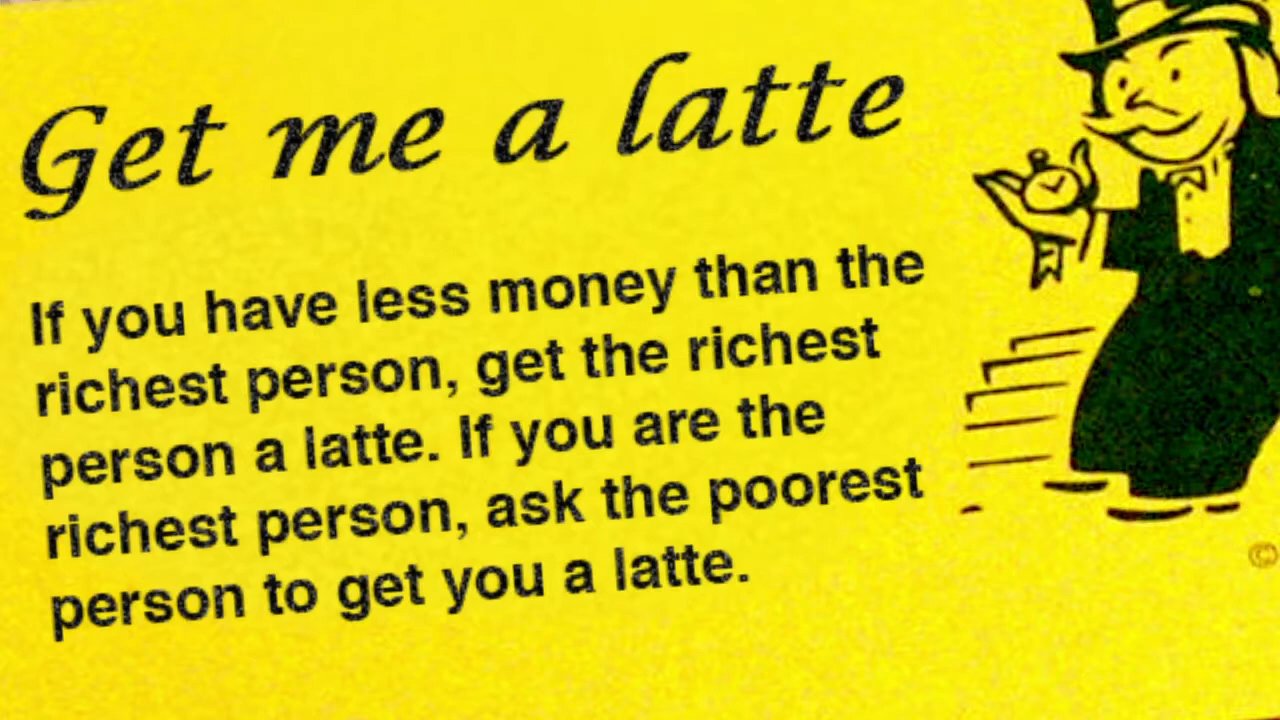 Get me a latte
If you have less money than the
richest person, get the richest
person a latte. If you are the
richest person, ask the poorest
person to get you a latte.
©